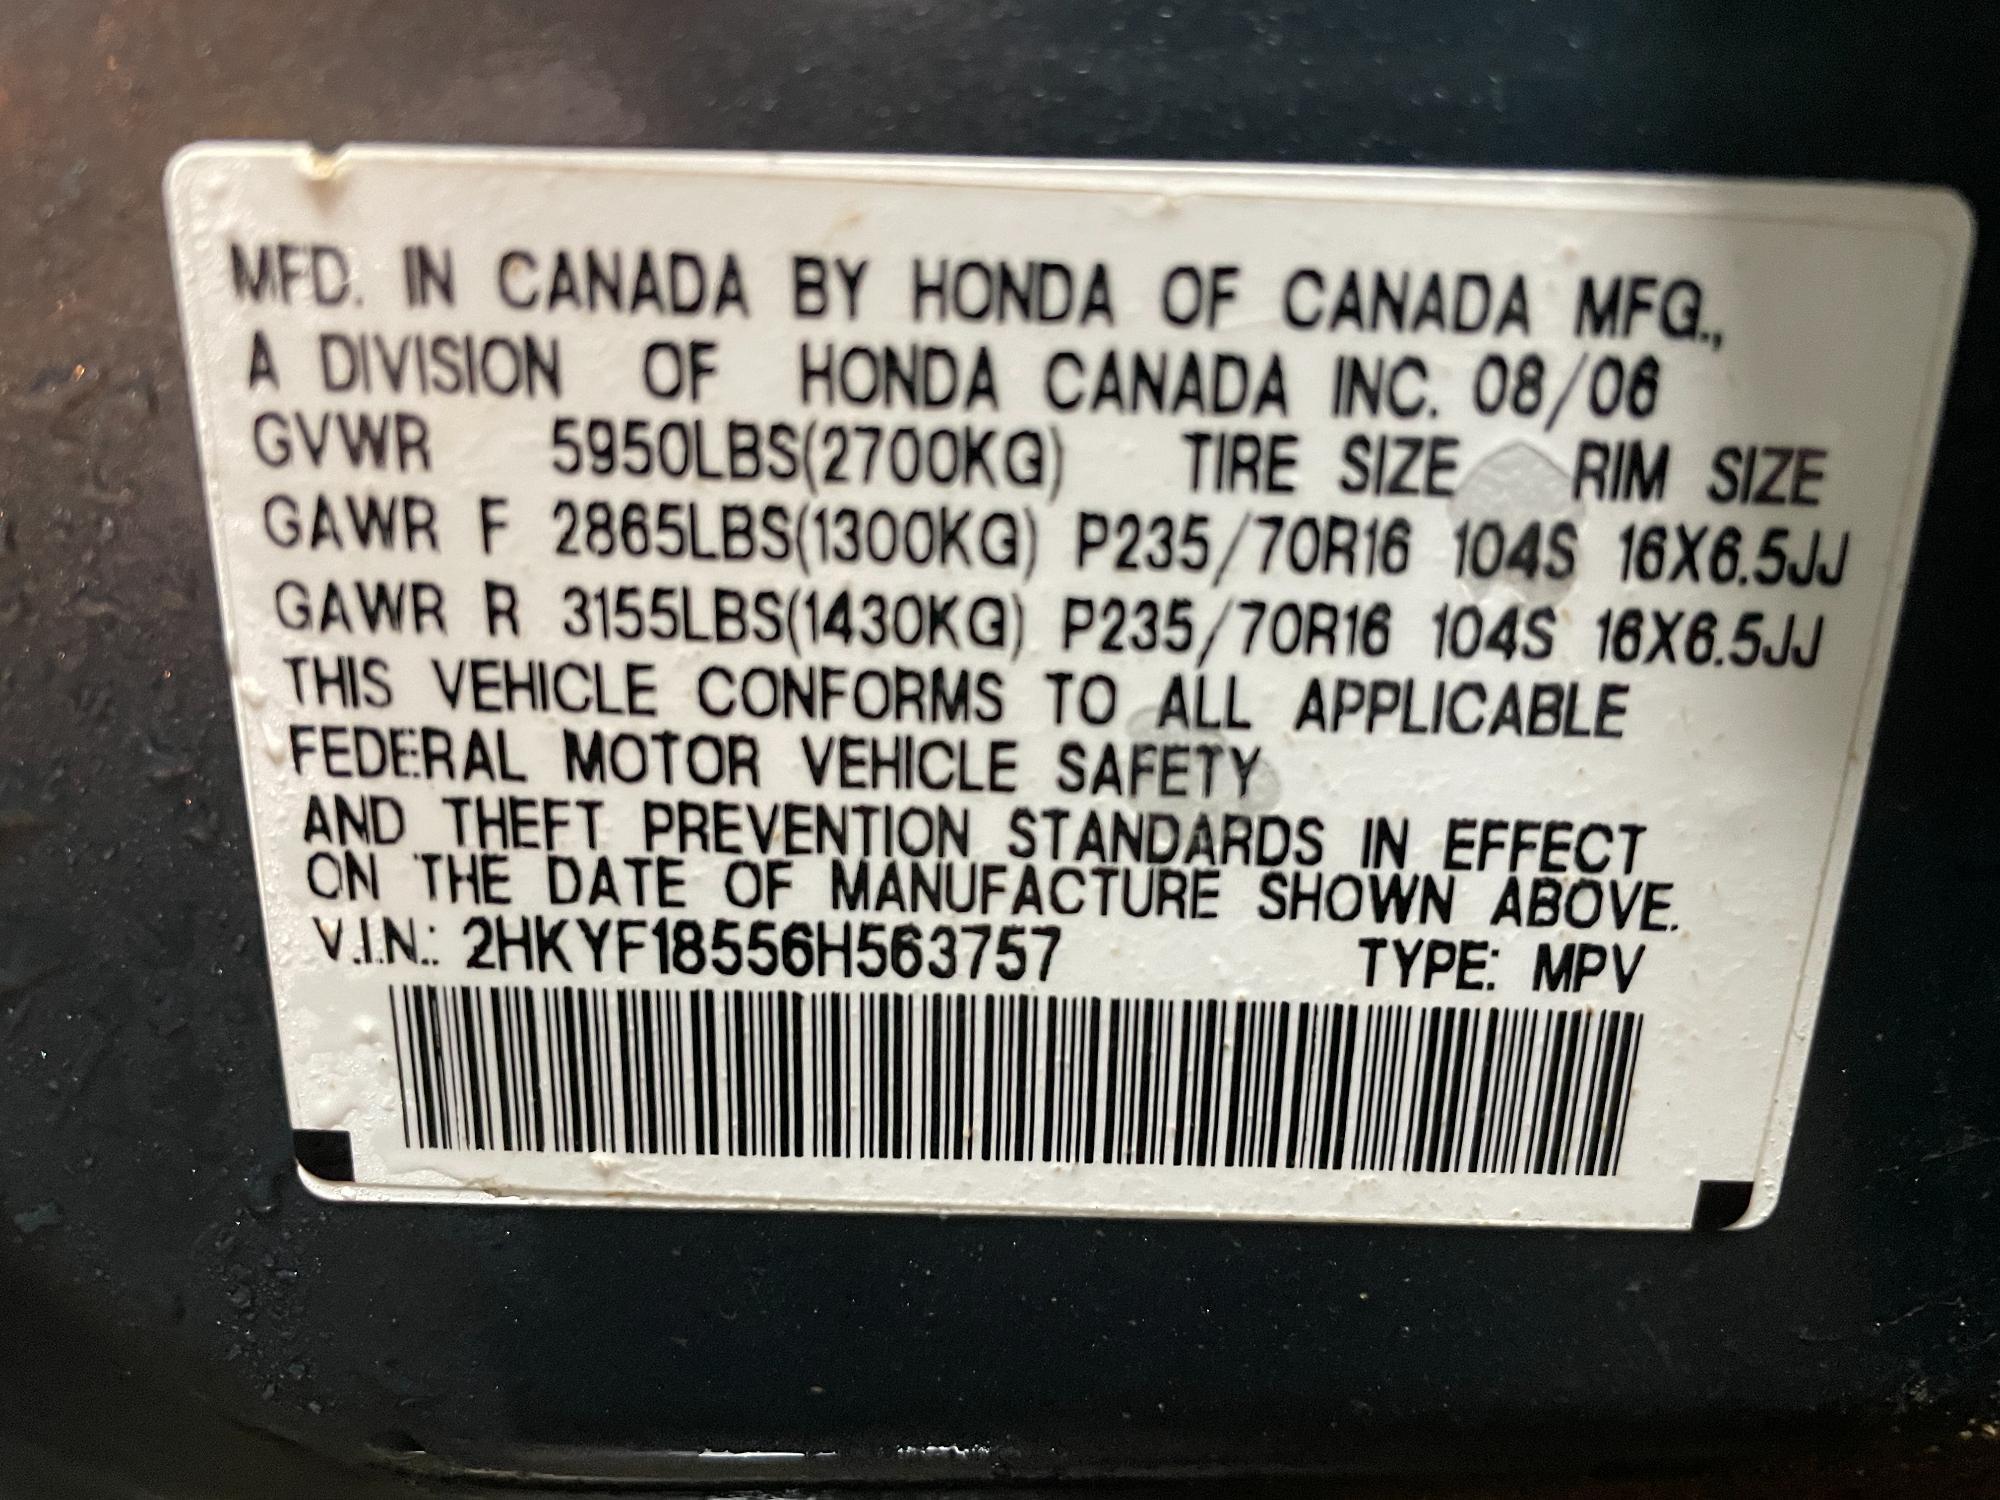 MFD. IN CANADA BY HONDA OF CANADA MFG.,
A DIVISION OF HONDA CANADA INC. 08/06
GVWR 5950LBS(2700KG) TIRE SIZE RIM SIZE
GAWR F 2865LBS(1300KG) P235/70R16 104S 16X6.5JJ
GAWR R 3155LBS(1430KG) P235/70R16 104S 16X6.5JJ
THIS VEHICLE CONFORMS TO ALL APPLICABLE
FEDERAL MOTOR VEHICLE SAFETY
AND THEFT PREVENTION STANDARDS IN EFFECT
ON THE DATE OF MANUFACTURE SHOWN ABOVE.
V.I.N.: 2HKYF18556H563757 TYPE: MPV